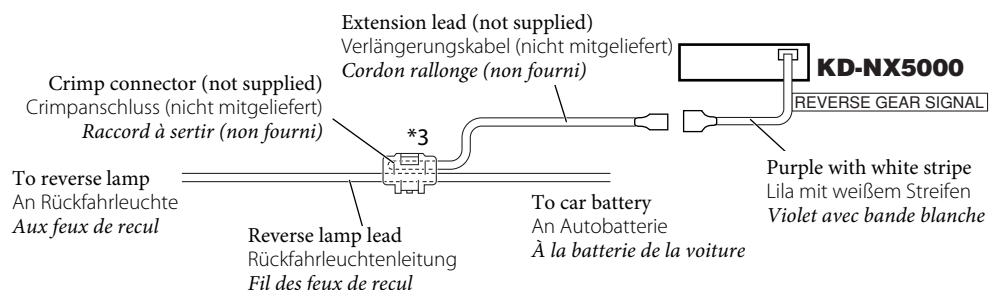 Extension lead (not supplied)
Verlängerungskabel (nicht mitgeliefert)
Cordon rallonge (non fourni)
KD-NX5000
REVERSE GEAR SIGNAL
Crimp connector (not supplied)
Crimpanschluss (nicht mitgeliefert)
Raccord à sertir (non fourni)
*3
To reverse lamp
An Rückfahrleuchte
Aux feux de recul
Reverse lamp lead
Rückfahrleuchtenleitung
Fil des feux de recul
To car battery
An Autobatterie
À la batterie de la voiture
Purple with white stripe
Lila mit weißem Streifen
Violet avec bande blanche